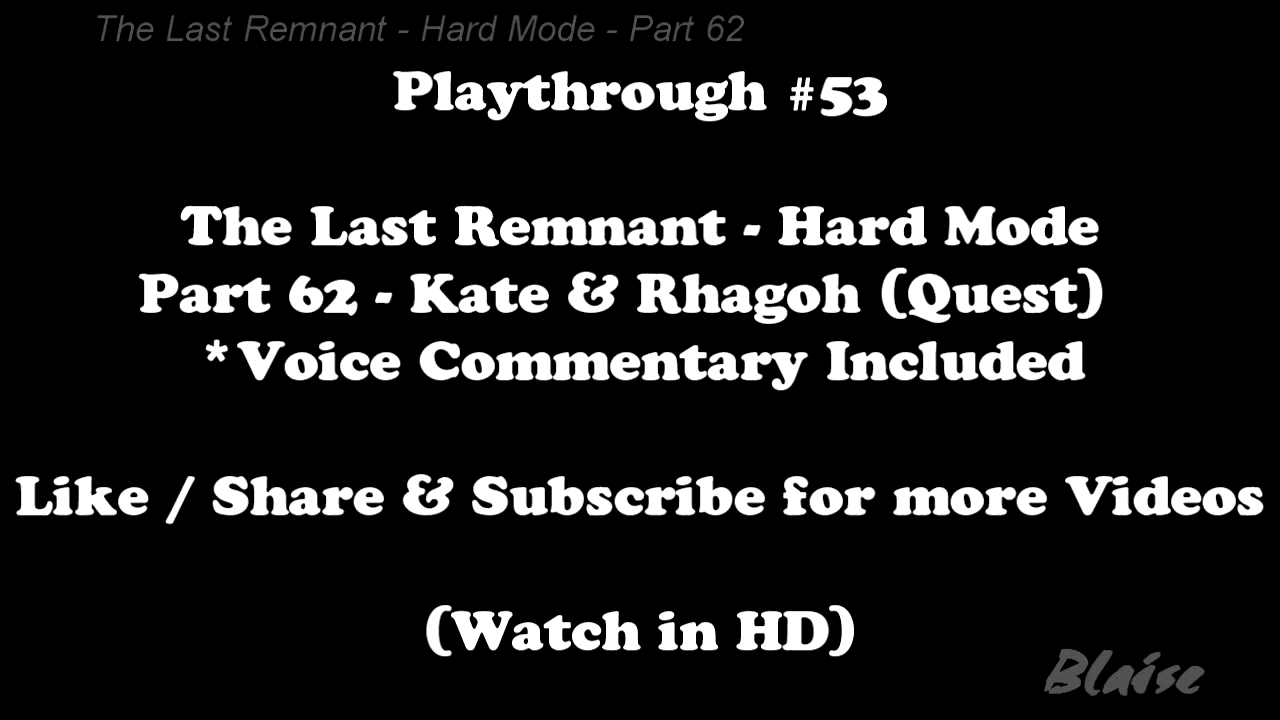 The Last Remnant - Hard Mode - Part 62
Playthrough #53
The Last Remnant - Hard Mode
Part 62 - Kate & Rhagoh (Quest)
*Voice Commentary Included
Like / Share & Subscribe for more Videos
(Watch in HD)
Blaise